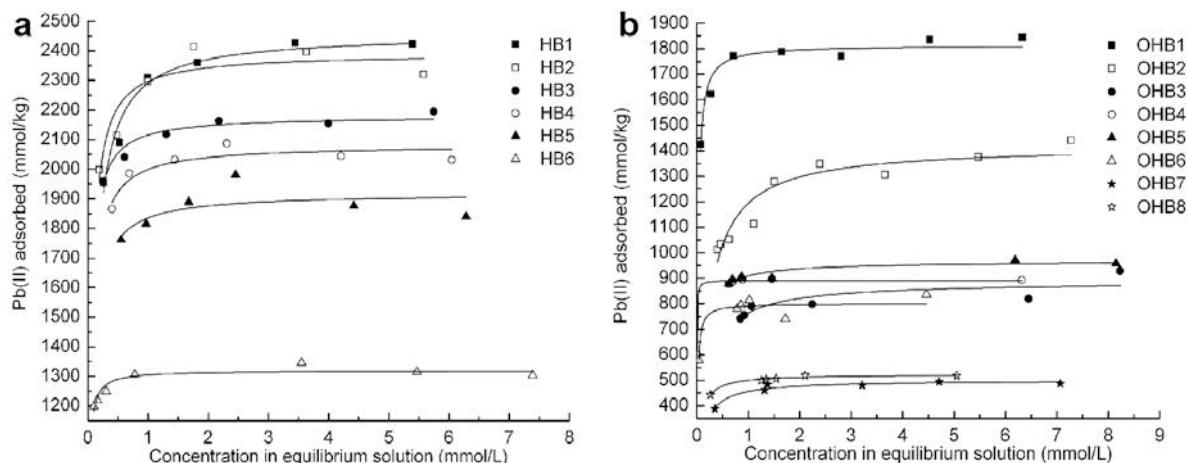 a
Pb(II) adsorbed (mmol/kg)
2500
2400
2300
2200
2100
2000
1900
1800
1700
1600
1500
1400
1300
1200
0 1 2 3 4 5 6 7 8
Concentration in equilibrium solution (mmol/L)
HB1
HB2
HB3
HB4
HB5
HB6
b
Pb(II) adsorbed (mmol/kg)
1900
1800
1700
1600
1500
1400
1300
1200
1100
1000
900
800
700
600
500
400
0 1 2 3 4 5 6 7 8 9
Concentration in equilibrium solution (mmol/L)
OHB1
OHB2
OHB3
OHB4
OHB5
OHB6
OHB7
OHB8